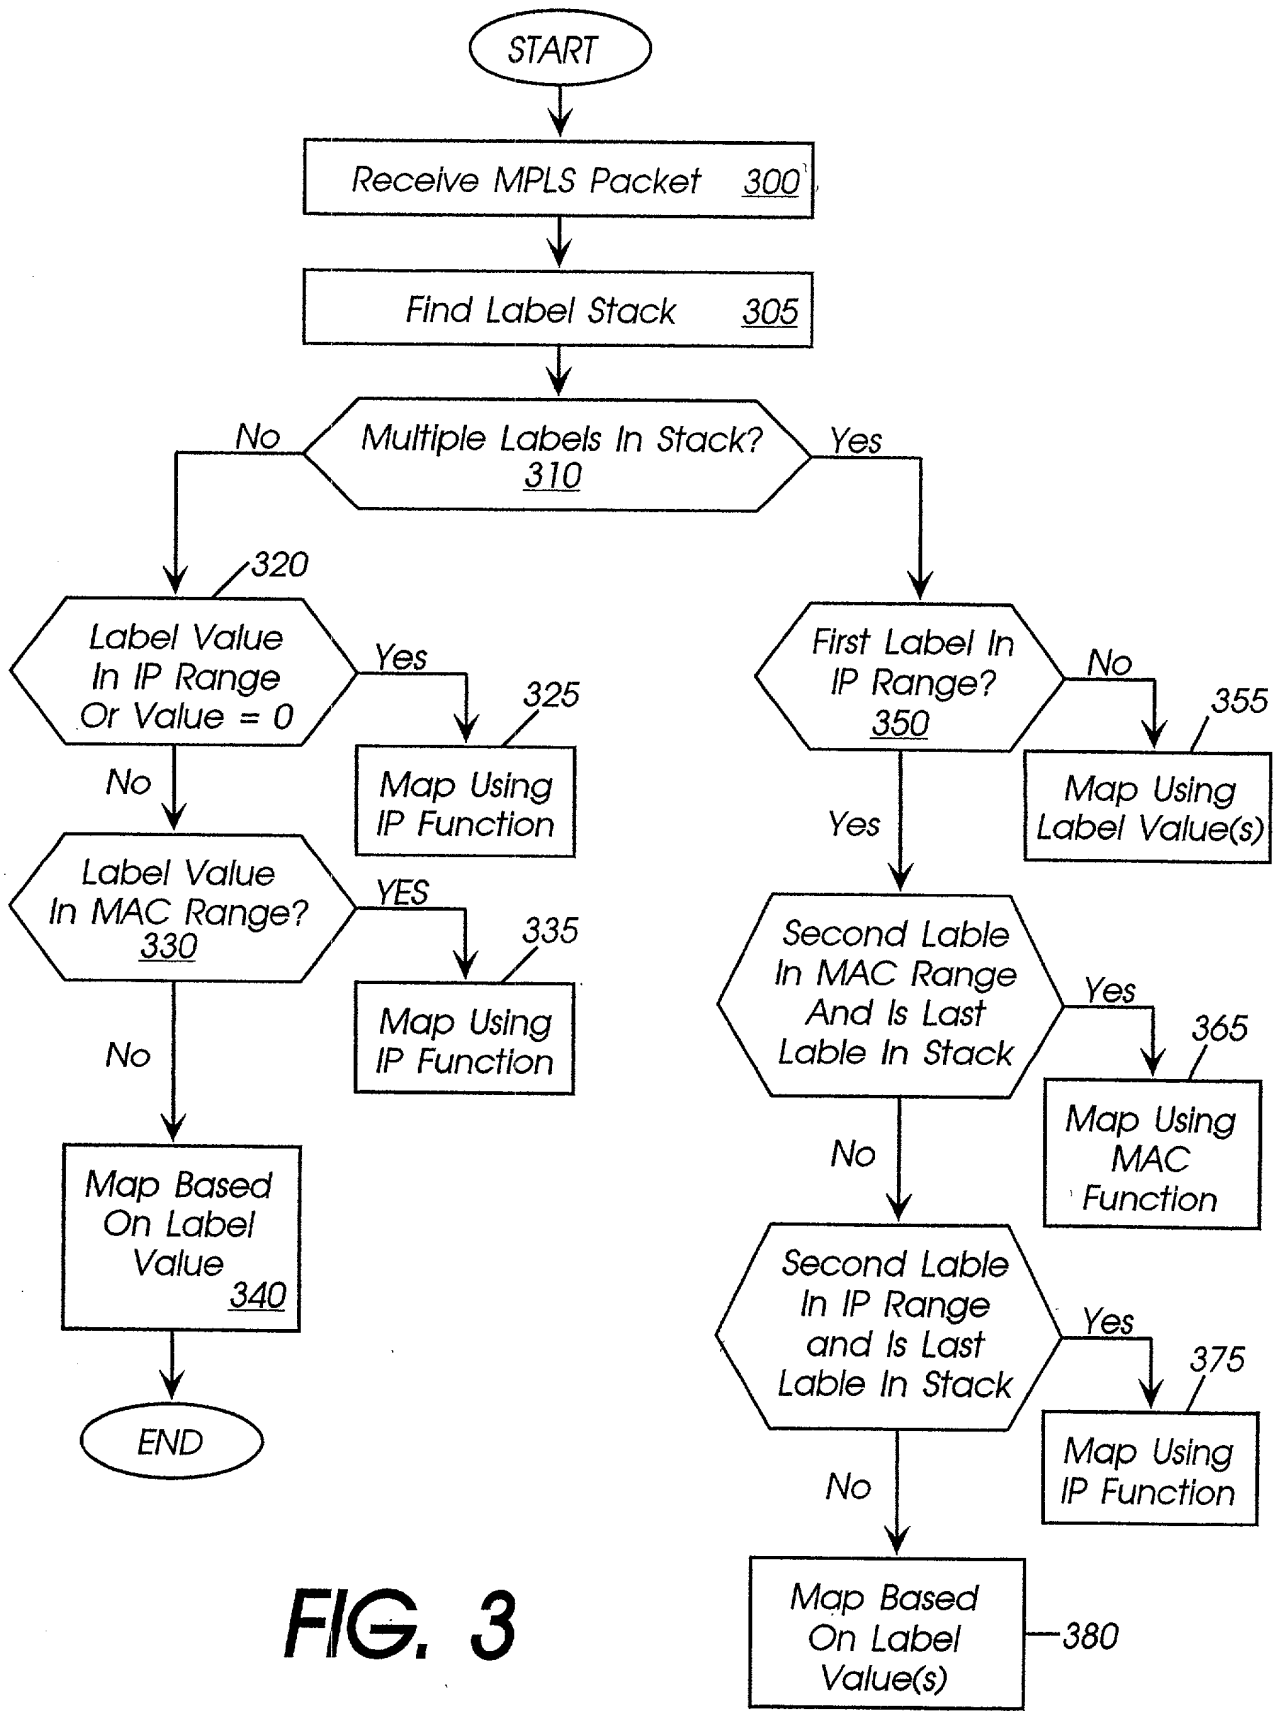 START
Receive MPLS Packet 300
Find Label Stack 305
Multiple Labels In Stack?
310
No
Yes
320
Label Value
In IP Range
Or Value = 0
Yes
325
Map Using
IP Function
No
Label Value
In MAC Range?
330
YES
335
Map Using
IP Function
No
Map Based
On Label
Value
340
END
First Label In
IP Range?
350
No
355
Map Using
Label Value(s)
Yes
Second Lable
In MAC Range
And Is Last
Lable In Stack
Yes
365
Map Using
MAC
Function
No
Second Lable
In IP Range
and Is Last
Lable In Stack
Yes
375
Map Using
IP Function
No
Map Based
On Label
Value(s)
380
FIG. 3